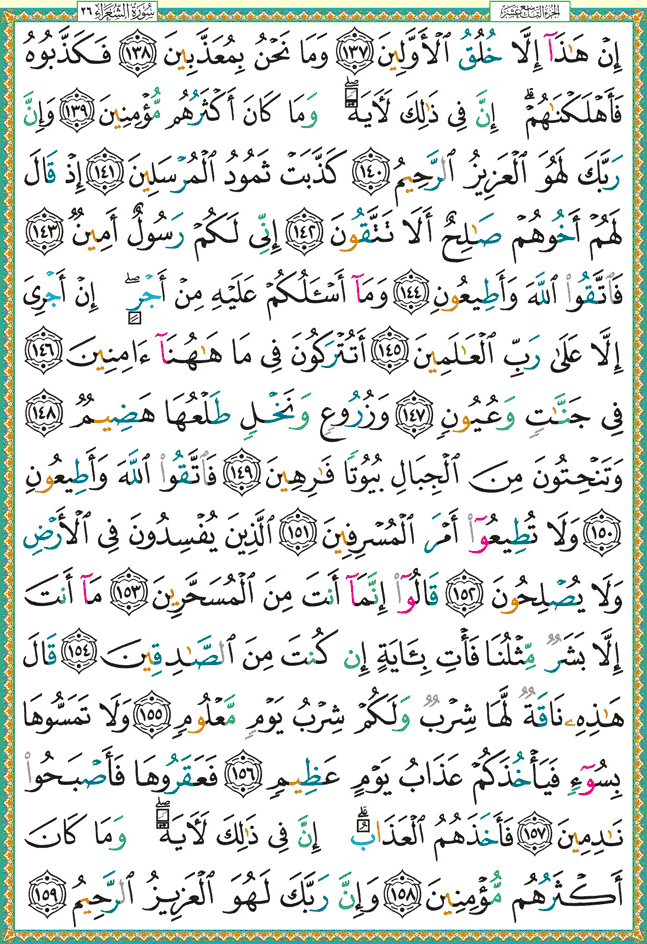 الجزء التاسع عشر سُورَةُ الشُّعَرَاءِ ٢٦
إِنْ هَٰذَآ إِلَّا خُلُقُ ٱلْأَوَّلِينَ ١٣٧ وَمَا نَحْنُ بِمُعَذَّبِينَ ١٣٨ فَكَذَّبُوهُ
فَأَهْلَكْنَٰهُمْ ۗ إِنَّ فِى ذَٰلِكَ لَءَايَةً ۖ وَمَا كَانَ أَكْثَرُهُم مُّؤْمِنِينَ ١٣٩ وَإِنَّ
رَبَّكَ لَهُوَ ٱلْعَزِيزُ ٱلرَّحِيمُ ١٤٠ كَذَّبَتْ ثَمُودُ ٱلْمُرْسَلِينَ ١٤١ إِذْ قَالَ
لَهُمْ أَخُوهُمْ صَٰلِحٌ أَلَا تَتَّقُونَ ١٤٢ إِنِّى لَكُمْ رَسُولٌ أَمِينٌ ١٤٣
فَٱتَّقُوا۟ ٱللَّهَ وَأَطِيعُونِ ١٤٤ وَمَآ أَسْـَٔلُكُمْ عَلَيْهِ مِنْ أَجْرٍ ۖ إِنْ أَجْرِىَ
إِلَّا عَلَىٰ رَبِّ ٱلْعَٰلَمِينَ ١٤٥ أَتُتْرَكُونَ فِى مَا هَٰهُنَآ ءَامِنِينَ ١٤٦
فِى جَنَّٰتٍ وَعُيُونٍ ١٤٧ وَزُرُوعٍ وَنَخْلٍ طَلْعُهَا هَضِيمٌ ١٤٨
وَتَنْحِتُونَ مِنَ ٱلْجِبَالِ بُيُوتًا فَٰرِهِينَ ١٤٩ فَٱتَّقُوا۟ ٱللَّهَ وَأَطِيعُونِ
١٥٠ وَلَا تُطِيعُوٓا۟ أَمْرَ ٱلْمُسْرِفِينَ ١٥١ ٱلَّذِينَ يُفْسِدُونَ فِى ٱلْأَرْضِ
وَلَا يُصْلِحُونَ ١٥٢ قَالُوٓا۟ إِنَّمَآ أَنتَ مِنَ ٱلْمُسَحَّرِينَ ١٥٣ مَآ أَنتَ
إِلَّا بَشَرٌ مِّثْلُنَا فَأْتِ بِـَٔايَةٍ إِن كُنتَ مِنَ ٱلصَّٰدِقِينَ ١٥٤ قَالَ
هَٰذِهِۦ نَاقَةٌ لَّهَا شِرْبٌ وَلَكُمْ شِرْبُ يَوْمٍ مَّعْلُومٍ ١٥٥ وَلَا تَمَسُّوهَا
بِسُوٓءٍ فَيَأْخُذَكُمْ عَذَابُ يَوْمٍ عَظِيمٍ ١٥٦ فَعَقَرُوهَا فَأَصْبَحُوا۟
نَٰدِمِينَ ١٥٧ فَأَخَذَهُمُ ٱلْعَذَابُ ۗ إِنَّ فِى ذَٰلِكَ لَءَايَةً ۖ وَمَا كَانَ
أَكْثَرُهُم مُّؤْمِنِينَ ١٥٨ وَإِنَّ رَبَّكَ لَهُوَ ٱلْعَزِيزُ ٱلرَّحِيمُ ١٥٩